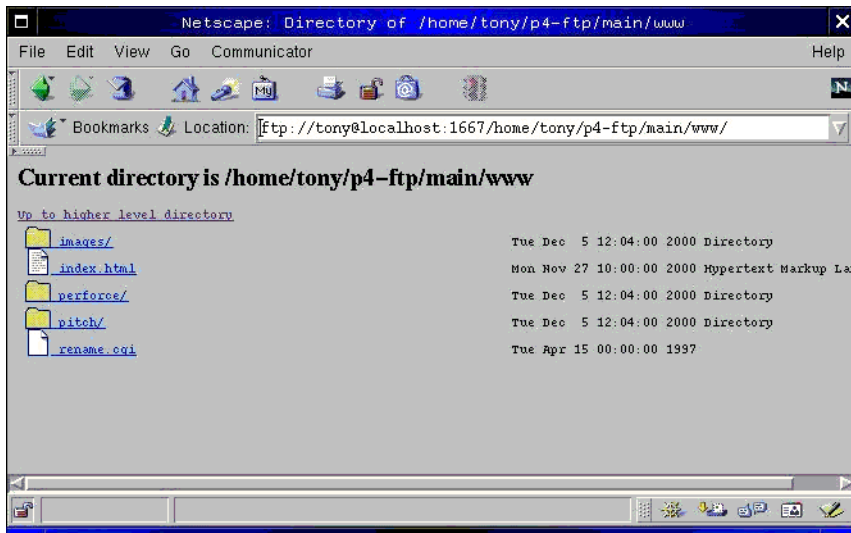 Netscape: Directory of /home/tony/p4-ftp/main/www
File Edit View Go Communicator Help
My N
Bookmarks Location: ftp://tony@localhost:1667/home/tony/p4-ftp/main/www/
Current directory is /home/tony/p4-ftp/main/www
Up to higher level directory
images/ Tue Dec 5 12:04:00 2000 Directory
index.html Mon Nov 27 10:00:00 2000 Hypertext Markup La
perforce/ Tue Dec 5 12:04:00 2000 Directory
pitch/ Tue Dec 5 12:04:00 2000 Directory
rename.cgi Tue Apr 15 00:00:00 1997